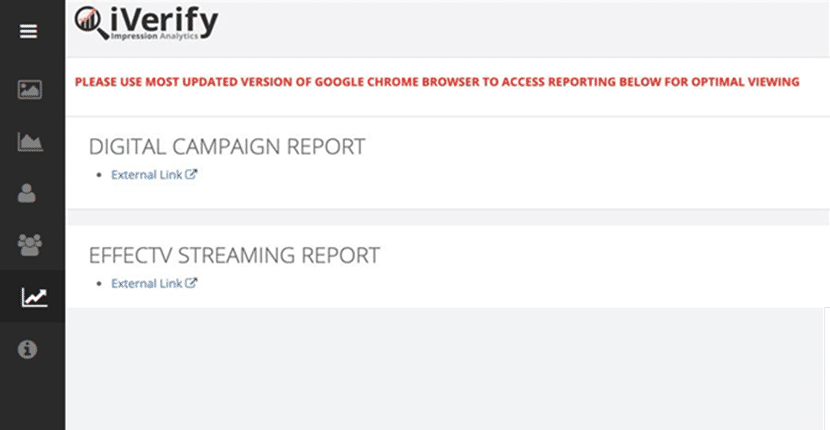 iVerify
Impression Analytics
PLEASE USE MOST UPDATED VERSION OF GOOGLE CHROME BROWSER TO ACCESS REPORTING BELOW FOR OPTIMAL VIEWING
DIGITAL CAMPAIGN REPORT
• External Link
EFFECTV STREAMING REPORT
• External Link